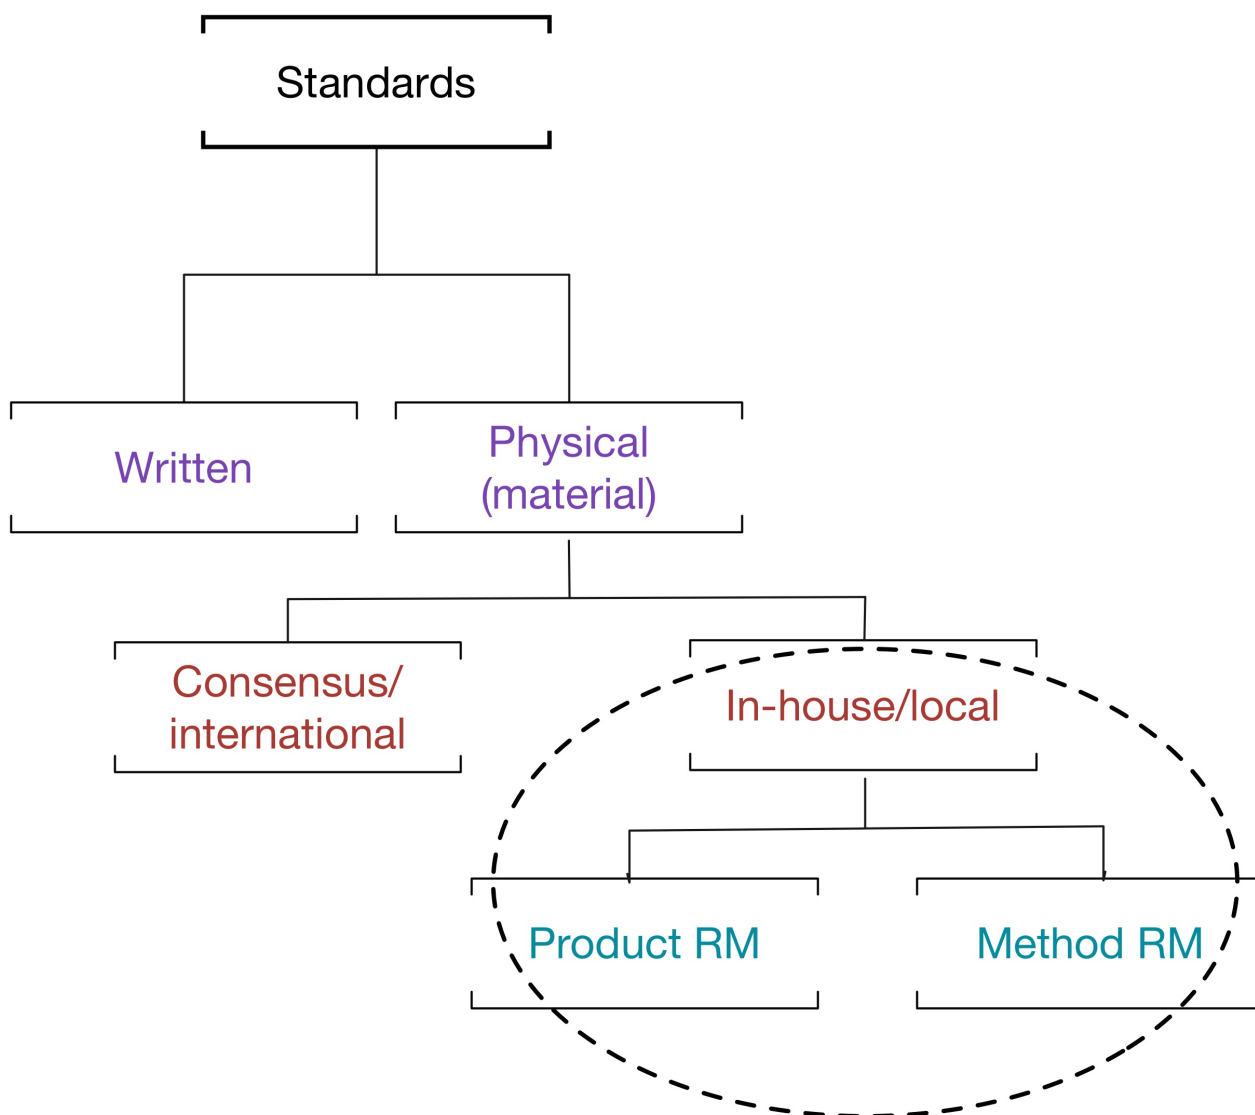 Standards
Written
Physical
(material)
Consensus/
international
In-house/local
Product RM
Method RM